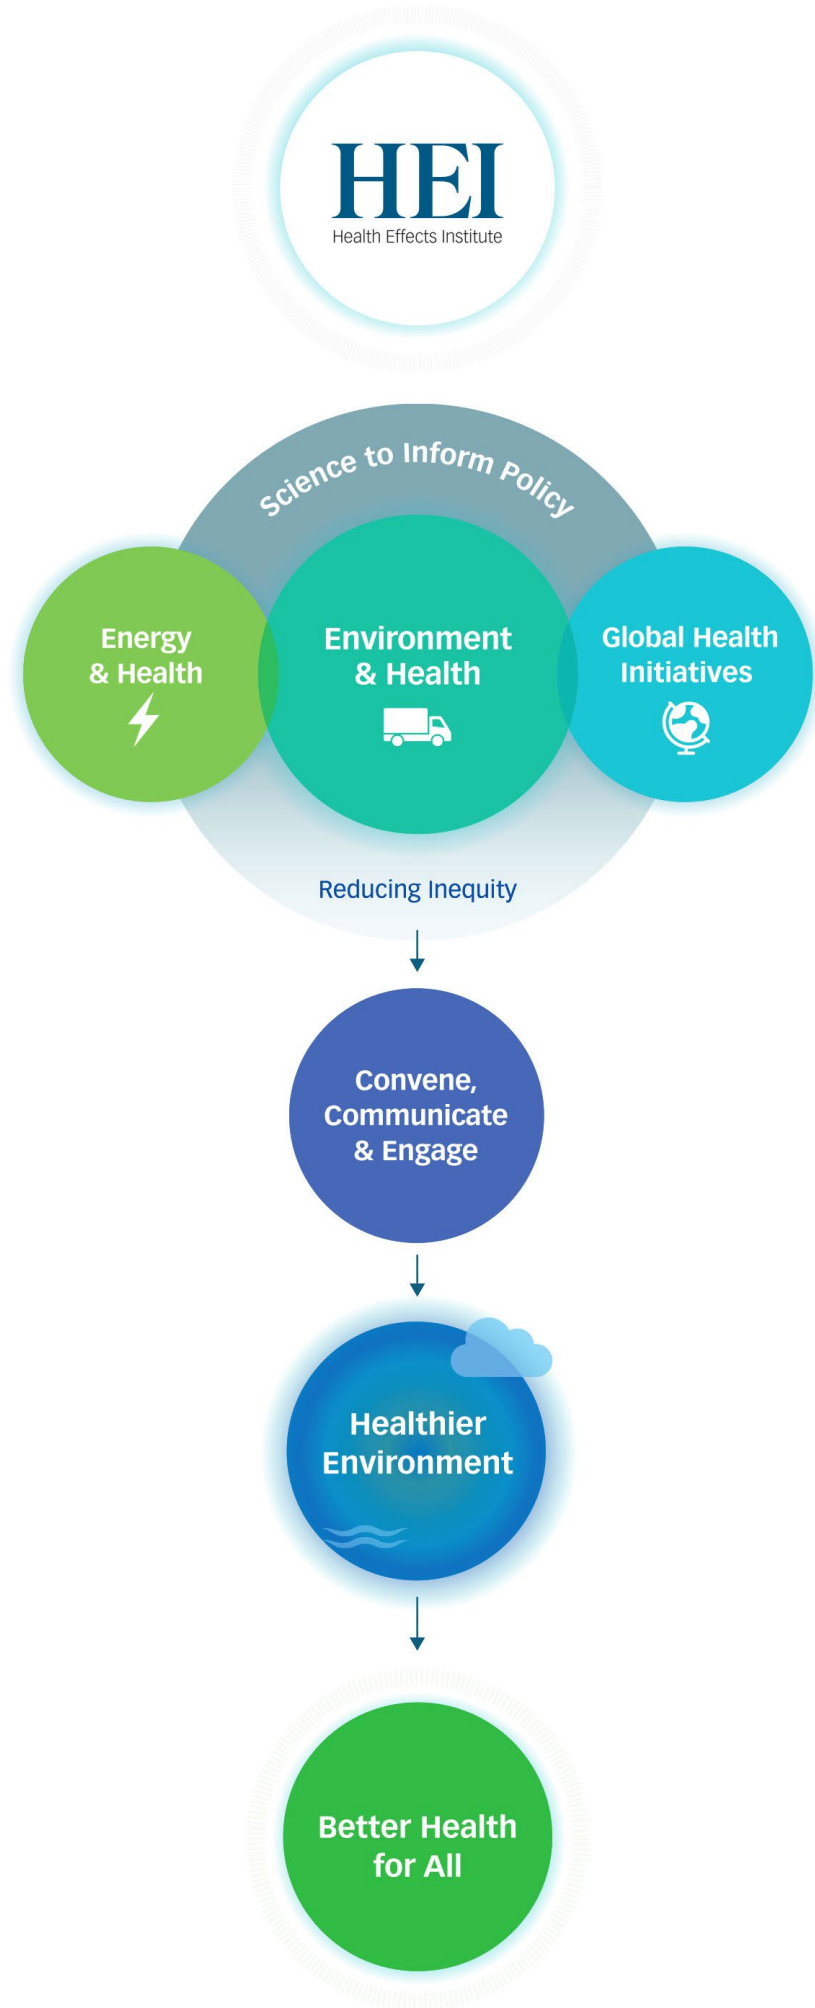 HEI
Health Effects Institute
Science to Inform Policy
Energy
& Health
Environment
& Health
Global Health
Initiatives
Reducing Inequity
Convene,
Communicate
& Engage
Healthier
Environment
Better Health
for All